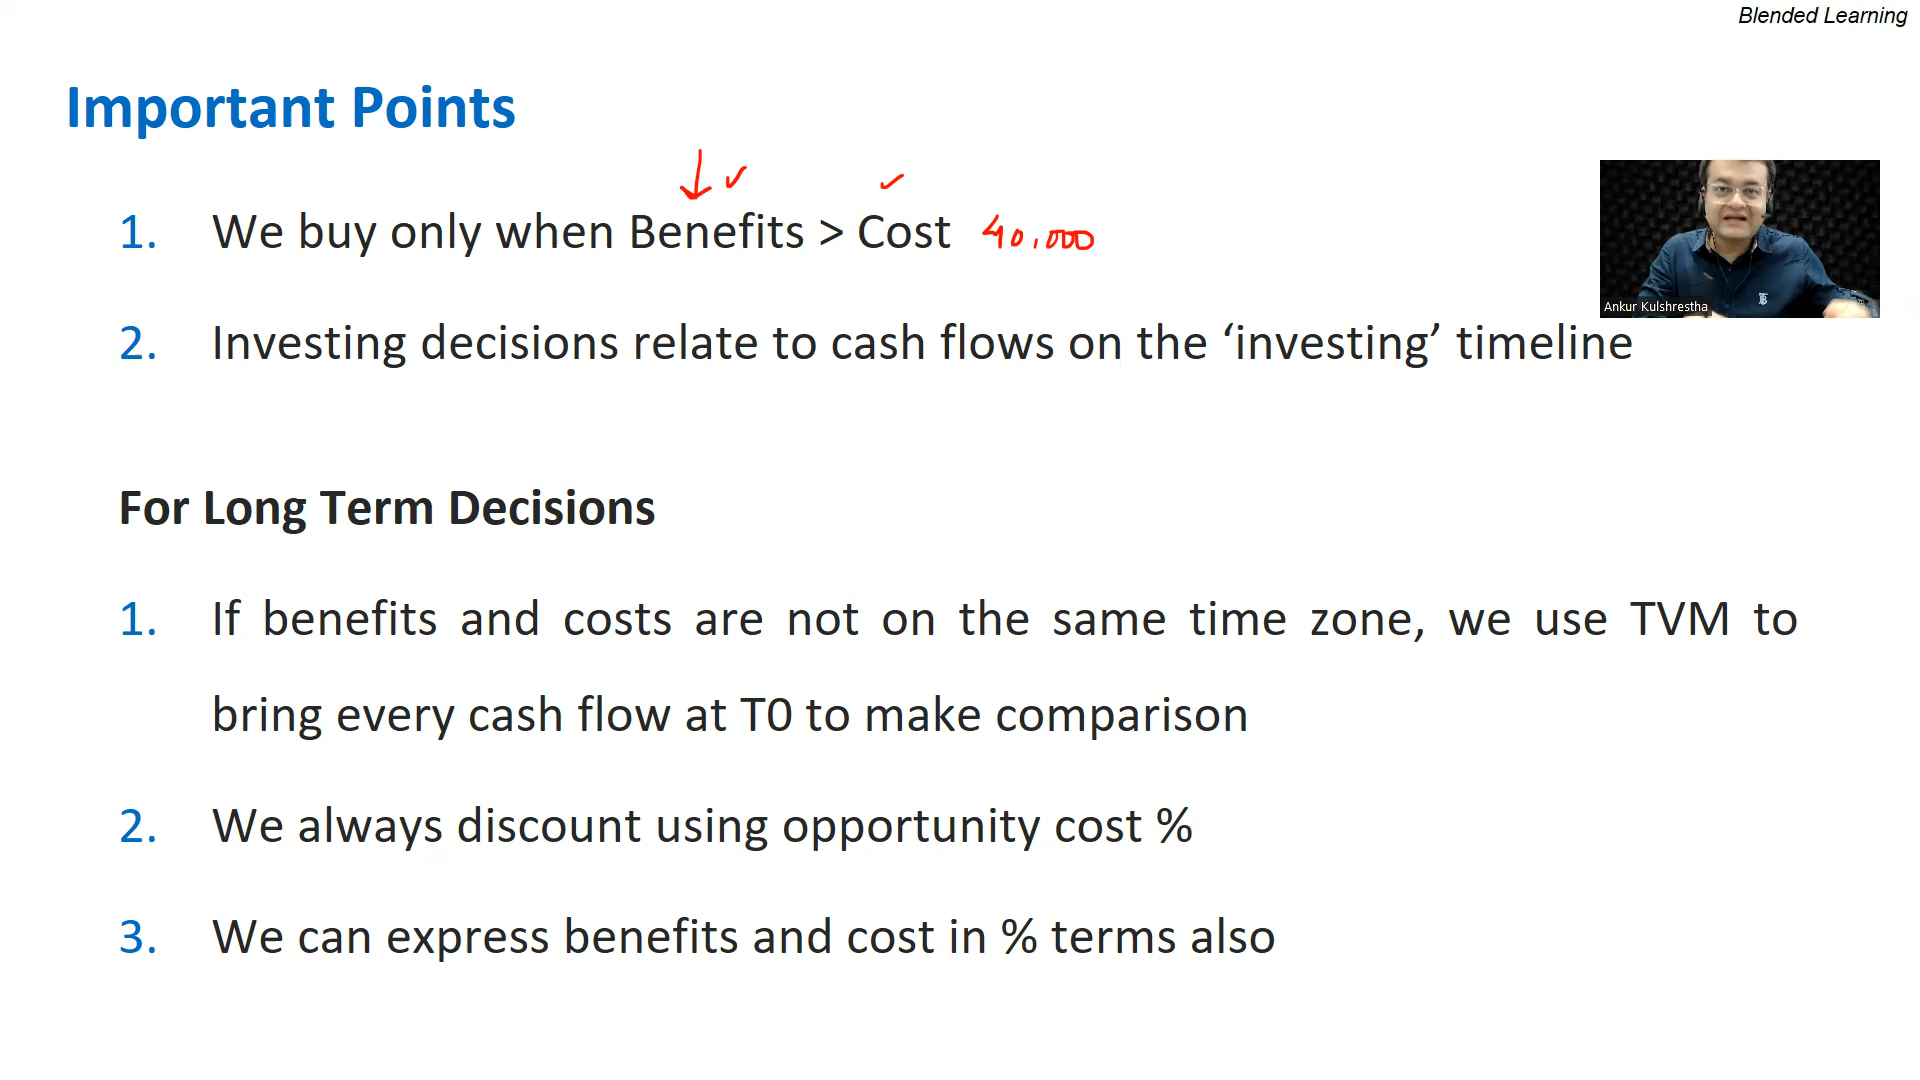 Blended Learning
Important Points
1. We buy only when Benefits > Cost 40,000
Ankur Kulshrestha
2. Investing decisions relate to cash flows on the ‘investing’ timeline
For Long Term Decisions
1. If benefits and costs are not on the same time zone, we use TVM to
bring every cash flow at T0 to make comparison
2. We always discount using opportunity cost %
3. We can express benefits and cost in % terms also